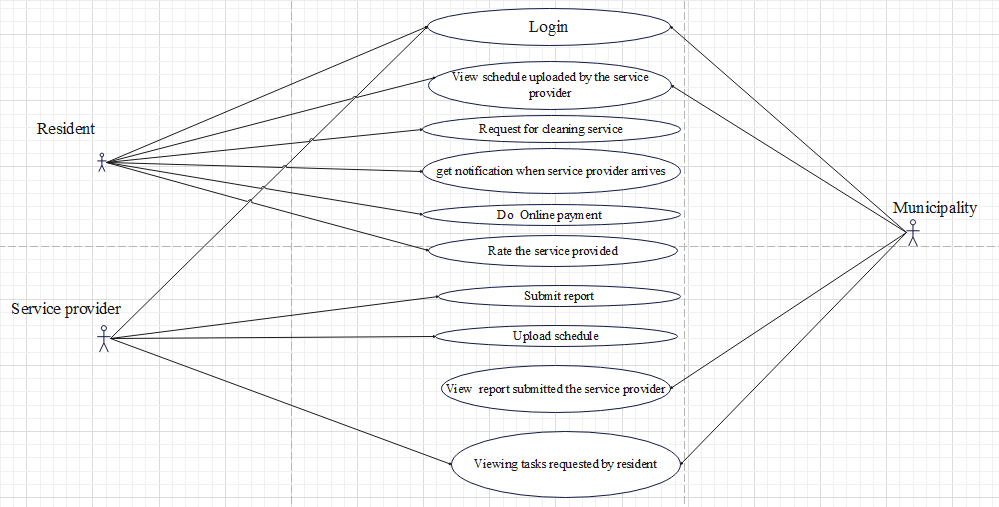 Login
View schedule uploaded by the service
provider
Resident
Request for cleaning service
get notification when service provider arrives
Municipality
Do Online payment
Rate the service provided
Service provider
Submit report
Upload schedule
View report submitted the service provider
Viewing tasks requested by resident